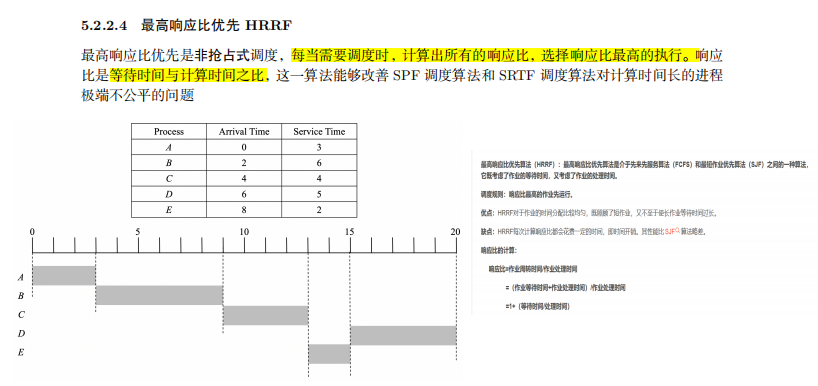 5.2.2.4 最高响应比优先 HRRF
最高响应比优先是非抢占式调度，每当需要调度时，计算出所有的响应比，选择响应比最高的执行。响应
比是等待时间与计算时间之比，这一算法能够改善 SPF 调度算法和 SRTF 调度算法对计算时间长的进程
极端不公平的问题
Process Arrival Time Service Time
A 0 3
B 2 6
C 4 4
D 6 5
E 8 2
0 5 10 15 20
A
B
C
D
E
最高响应比优先算法（HRRF）：最高响应比优先算法是介于先来先服务算法（FCFS）和最短作业优先算法（SJF）之间的一种算法，
它既考虑了作业的等待时间，又考虑了作业的处理时间。
调度规则：响应比最高的作业先运行。
优点：HRRF对于作业的时间分配比较均匀，既照顾了短作业，又不至于使长作业等待时间过长。
缺点：HRRF每次计算响应比都会花费一定的时间，即时间开销。其性能比SJF算法略差。
响应比的计算：
响应比=作业周转时间/作业处理时间
=（作业等待时间+作业处理时间）/作业处理时间
=1+（等待时间/处理时间）